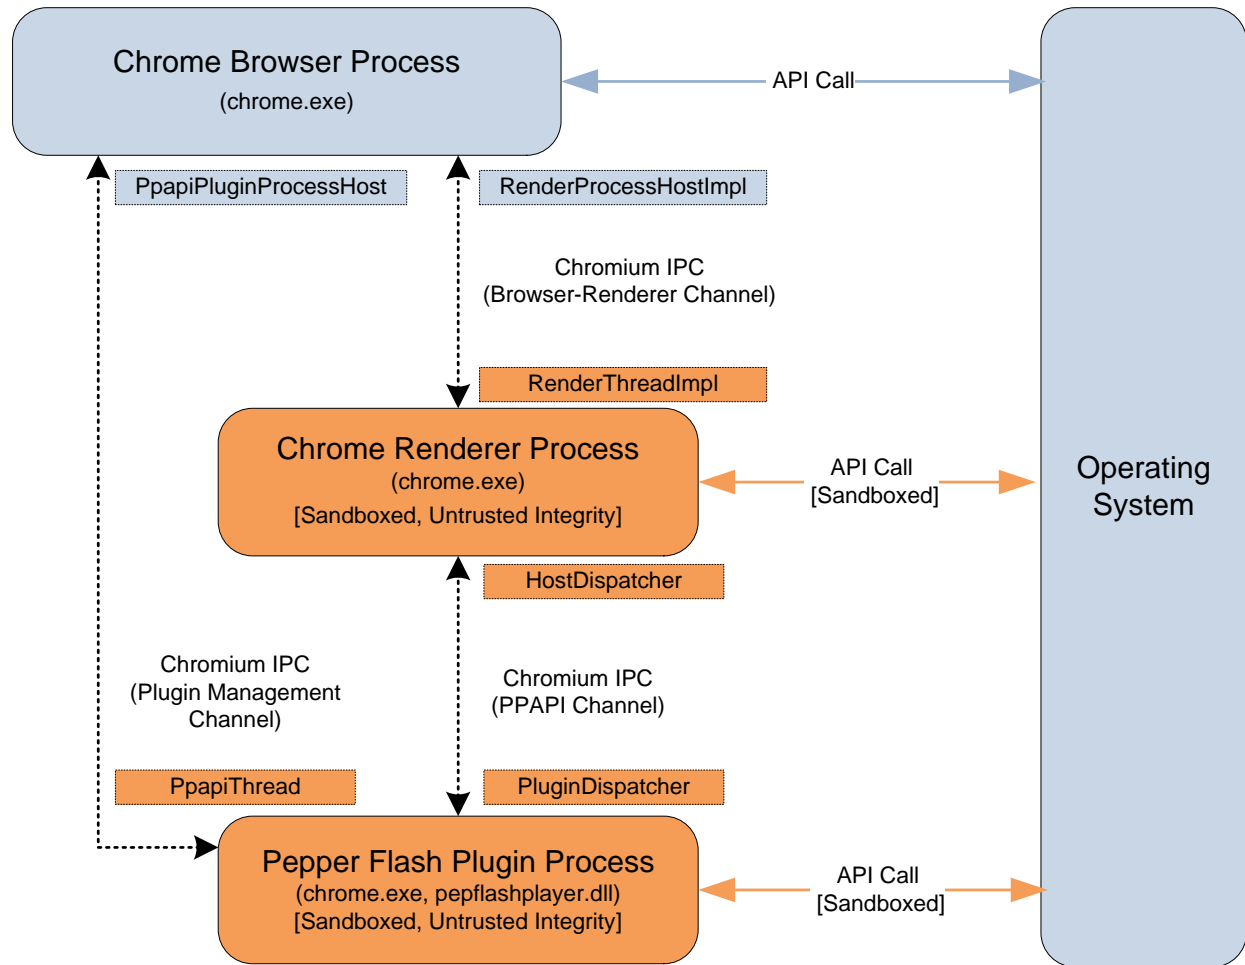 Chrome Browser Process
(chrome.exe)
API Call
PpapiPluginProcessHost
RenderProcessHostImpl
Chromium IPC
(Browser-Renderer Channel)
RenderThreadImpl
Chrome Renderer Process
(chrome.exe)
[Sandboxed, Untrusted Integrity]
API Call
[Sandboxed]
Operating
System
HostDispatcher
Chromium IPC
(Plugin Management
Channel)
Chromium IPC
(PPAPI Channel)
PpapiThread
PluginDispatcher
Pepper Flash Plugin Process
(chrome.exe, pepflashplayer.dll)
[Sandboxed, Untrusted Integrity]
API Call
[Sandboxed]